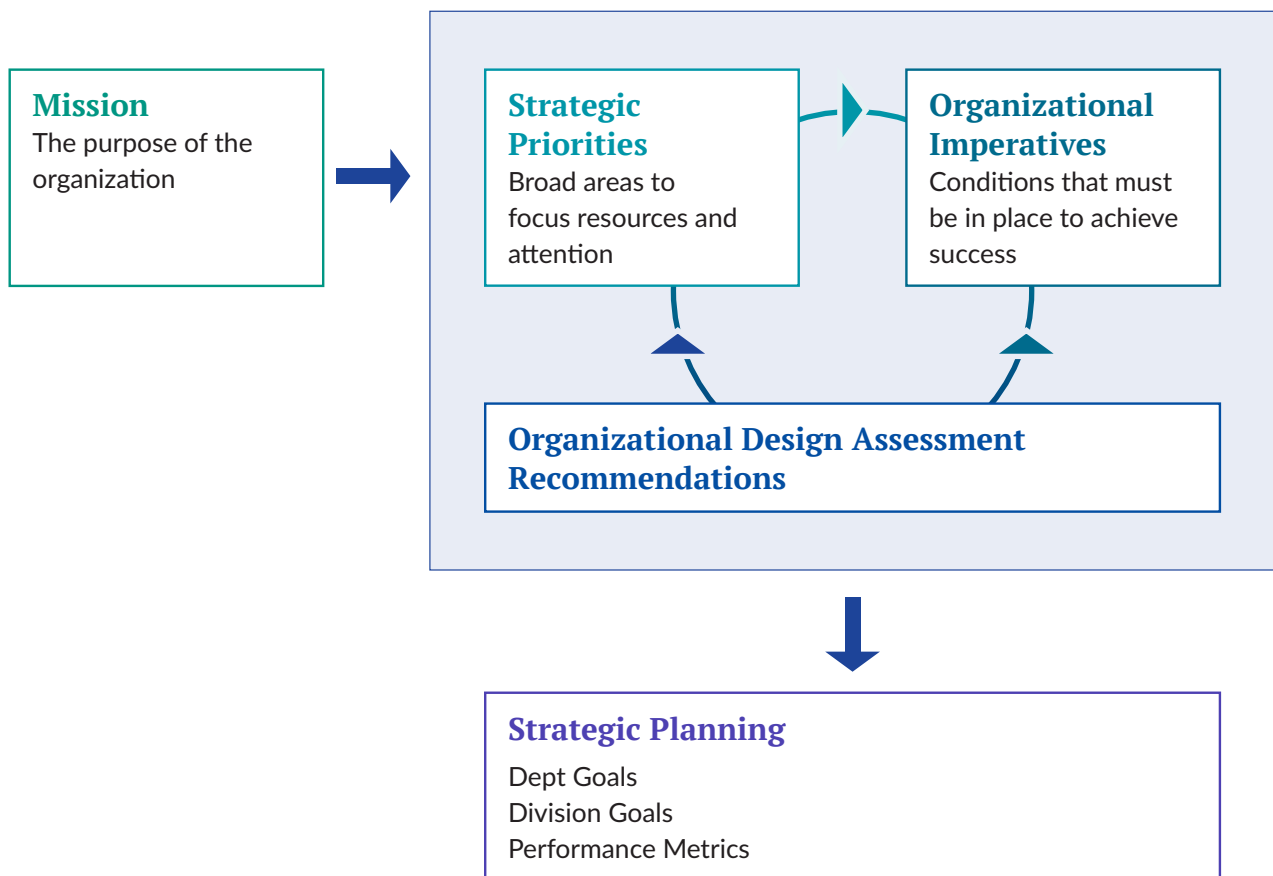 Mission
The purpose of the
organization
Strategic
Priorities
Broad areas to
focus resources and
attention
Organizational
Imperatives
Conditions that must
be in place to achieve
success
Organizational Design Assessment
Recommendations
Strategic Planning
Dept Goals
Division Goals
Performance Metrics